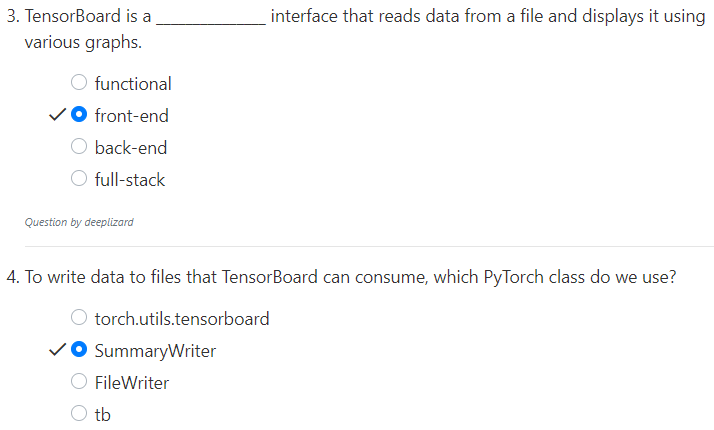 3. TensorBoard is a _______________ interface that reads data from a file and displays it using
various graphs.
functional
front-end
back-end
full-stack
Question by deeplizard
4. To write data to files that TensorBoard can consume, which PyTorch class do we use?
torch.utils.tensorboard
SummaryWriter
FileWriter
tb